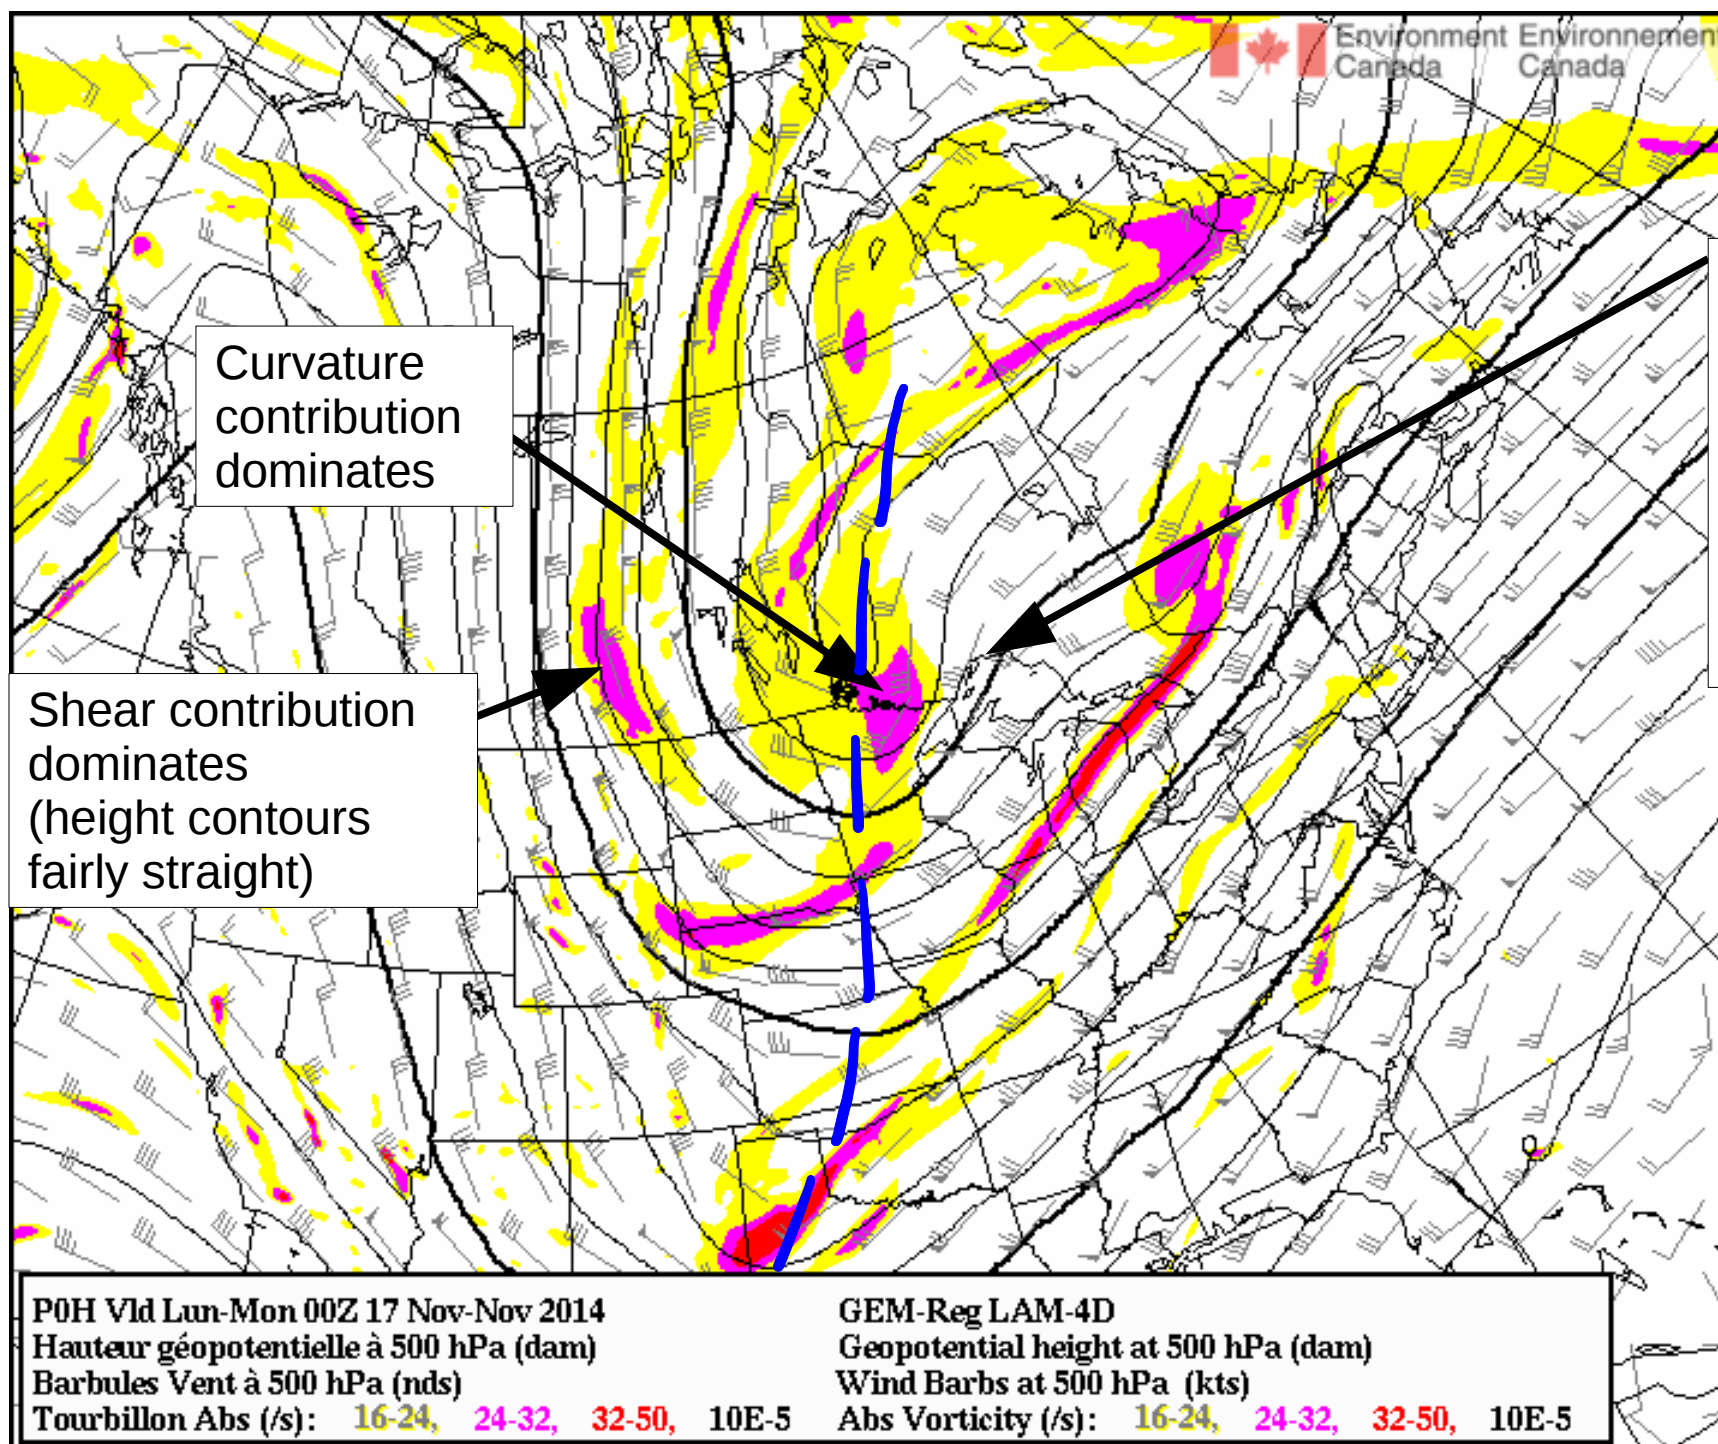 Environment Environnement
Canada Canada
Curvature
contribution
dominates
Shear contribution
dominates
(height contours
fairly straight)
P0H Vld Lun-Mon 00Z 17 Nov-Nov 2014 GEM-Reg LAM-4D
Hauteur géopotentielle à 500 hPa (dam) Geopotential height at 500 hPa (dam)
Barbules Vent à 500 hPa (nds) Wind Barbs at 500 hPa (kts)
Tourbillon Abs (/s): 16-24, 24-32, 32-50, 10E-5 Abs Vorticity (/s): 16-24, 24-32, 32-50, 10E-5